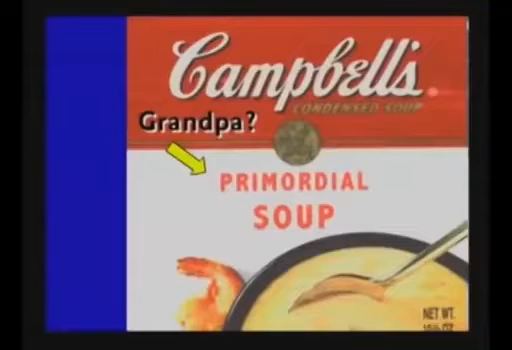 Campbell's
CONDENSED SOUP
Grandpa?
PRIMORDIAL
SOUP
NET WT.